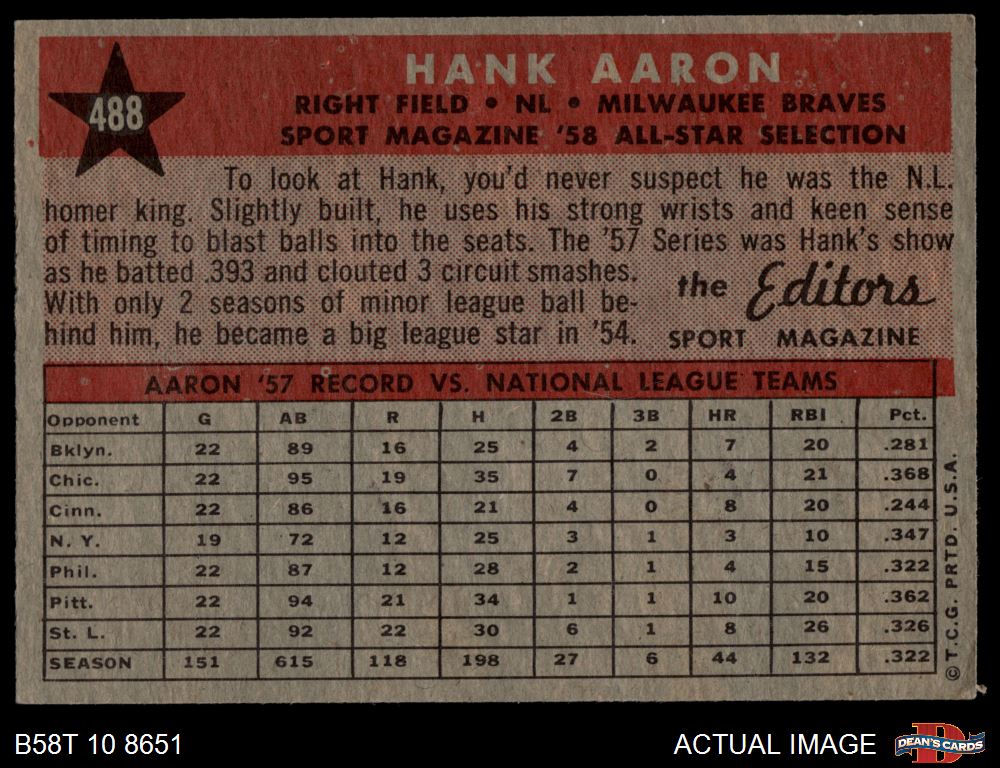 488
HANK AARON
RIGHT FIELD • NL • MILWAUKEE BRAVES
SPORT MAGAZINE '58 ALL-STAR SELECTION
To look at Hank, you'd never suspect he was the N.L.
homer king. Slightly built, he uses his strong wrists and keen sense
of timing to blast balls into the seats. The '57 Series was Hank's show
as he batted .393 and clouted 3 circuit smashes.
With only 2 seasons of minor league ball be-
hind him, he became a big league star in '54.
the Editors
SPORT MAGAZINE
AARON '57 RECORD VS. NATIONAL LEAGUE TEAMS
Opponent G AB R H 2B 3B HR RBI Pct.
Bklyn. 22 89 16 25 4 2 7 20 .281
Chic. 22 95 19 35 7 0 4 21 .368
Cinn. 22 86 16 21 4 0 8 20 .244
N. Y. 19 72 12 25 3 1 3 10 .347
Phil. 22 87 12 28 2 1 4 15 .322
Pitt. 22 94 21 34 1 1 10 20 .362
St. L. 22 92 22 30 6 1 8 26 .326
SEASON 151 615 118 198 27 6 44 132 .322
© T.C.G. PRTD. U.S.A.
B58T 10 8651
ACTUAL IMAGE
D
DEAN'S CARDS